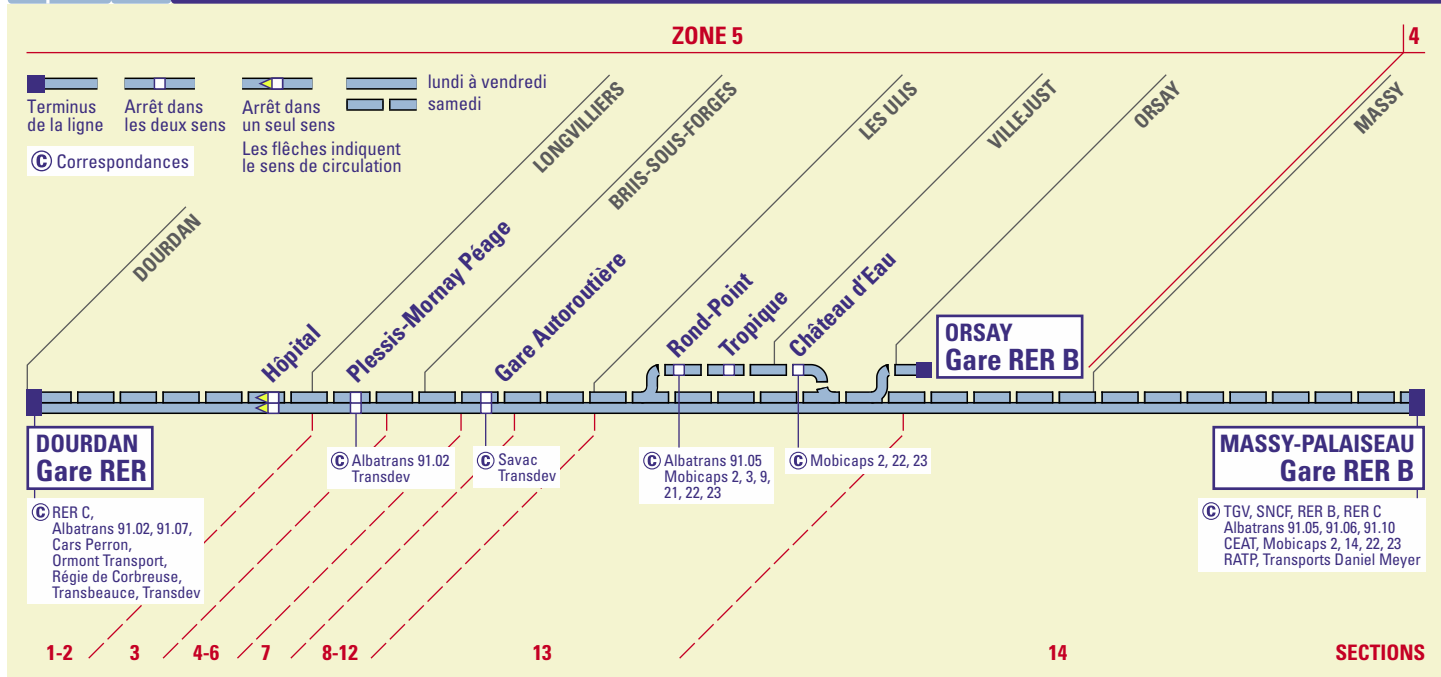 ZONE 5
4
Terminus
de la ligne
Arrêt dans
les deux sens
Arrêt dans
un seul sens
Les flêches indiquent
le sens de circulation
lundi à vendredi
samedi
Ⓒ Correspondances
DOURDAN
LONGVILLIERS
BRIIS-SOUS-FORGES
LES ULIS
VILLEJUST
ORSAY
MASSY
Hôpital
Plessis-Mornay Péage
Gare Autoroutière
Rond-Point
Tropique
Château d'Eau
ORSAY
Gare RER B
DOURDAN
Gare RER
MASSY-PALAISEAU
Gare RER B
Ⓒ RER C,
Albatrans 91.02, 91.07,
Cars Perron,
Ormont Transport,
Régie de Corbreuse,
Transbeauce, Transdev
Ⓒ Albatrans 91.02
Transdev
Ⓒ Savac
Transdev
Ⓒ Albatrans 91.05
Mobicaps 2, 3, 9,
21, 22, 23
Ⓒ Mobicaps 2, 22, 23
Ⓒ TGV, SNCF, RER B, RER C
Albatrans 91.05, 91.06, 91.10
CEAT, Mobicaps 2, 14, 22, 23
RATP, Transports Daniel Meyer
1-2 3 4-6 7 8-12 13 14 SECTIONS